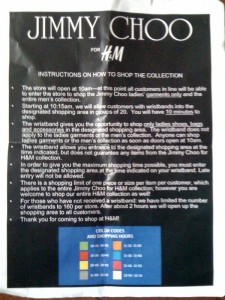 JIMMY CHOO
FOR H&M
INSTRUCTIONS ON HOW TO SHOP THE COLLECTION
The store will open at 10am – at this point all customers in line will be able
to enter the store to shop the Jimmy Choo ladies' garments only and the
entire men's collection.
Starting at 10:15am, we will allow customers with wristbands into the
designated shopping area in groups of 20. You will have 10 minutes to
shop.
The wristband gives you the opportunity to shop only ladies shoes, bags
and accessories in the designated shopping area. The wristband does not
apply to the ladies garments or the men's collection. Anyone can shop
ladies garments or the men's collection as soon as doors open at 10am.
The wristband allows you entrance to the designated shopping area at the
time indicated, but does not guarantee any items from the Jimmy Choo for
H&M collection.
In order to give you the maximum shopping time possible, you must enter
the designated shopping area at the time indicated on your wristband. Late
entry will not be allowed.
There is a shopping limit of one piece or size per item per customer, which
applies to the entire Jimmy Choo for H&M collection, however you are
welcome to shop our entire H&M collection as well!
For those who have not received a wristband: we have limited the number
of wristbands to 160 per store. After about 2 hours we will open up the
shopping area to all customers.
Thank you for coming to shop at H&M!
COLOR CODES
AND SHOPPING HOURS